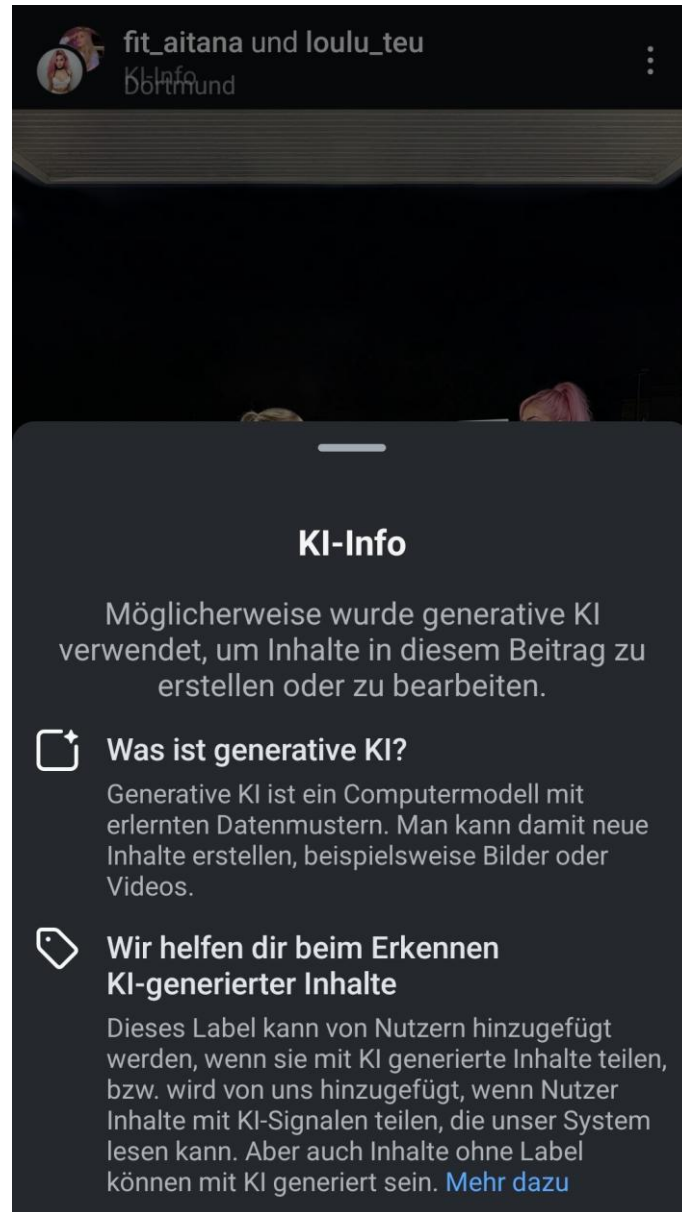 fit_aitana und loulu_teu
KI-Info
Dortmund
KI-Info
Möglicherweise wurde generative KI
verwendet, um Inhalte in diesem Beitrag zu
erstellen oder zu bearbeiten.
Was ist generative KI?
Generative KI ist ein Computermodell mit
erlernten Datenmustern. Man kann damit neue
Inhalte erstellen, beispielsweise Bilder oder
Videos.
Wir helfen dir beim Erkennen
KI-generierter Inhalte
Dieses Label kann von Nutzern hinzugefügt
werden, wenn sie mit KI generierte Inhalte teilen,
bzw. wird von uns hinzugefügt, wenn Nutzer
Inhalte mit KI-Signalen teilen, die unser System
lesen kann. Aber auch Inhalte ohne Label
können mit KI generiert sein. Mehr dazu